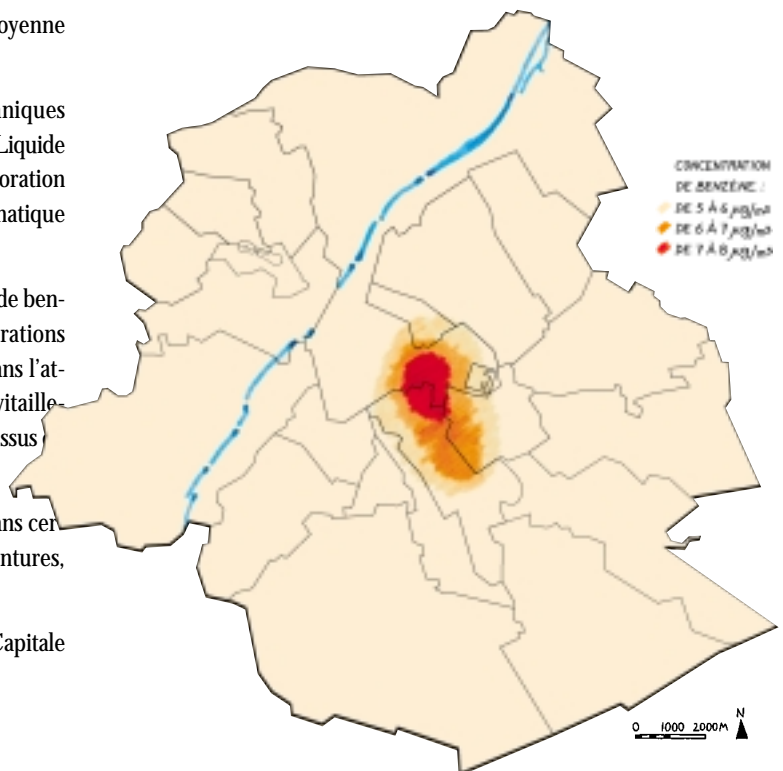 oyenne
niques
Liquide
oration
natique
de ben-
rations
ans l'at-
vitaille-
ssus
ans cer-
ntures,
Capitale
CONCENTRATION
DE BENZÈNE :
DE 5 À 6 µg/m³
DE 6 À 7 µg/m³
DE 7 À 8 µg/m³
0 1000 2000M N